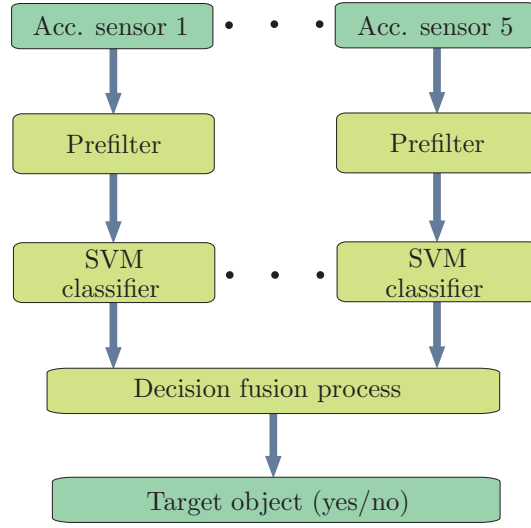 Acc. sensor 1
Acc. sensor 5
Prefilter
Prefilter
SVM
classifier
SVM
classifier
Decision fusion process
Target object (yes/no)